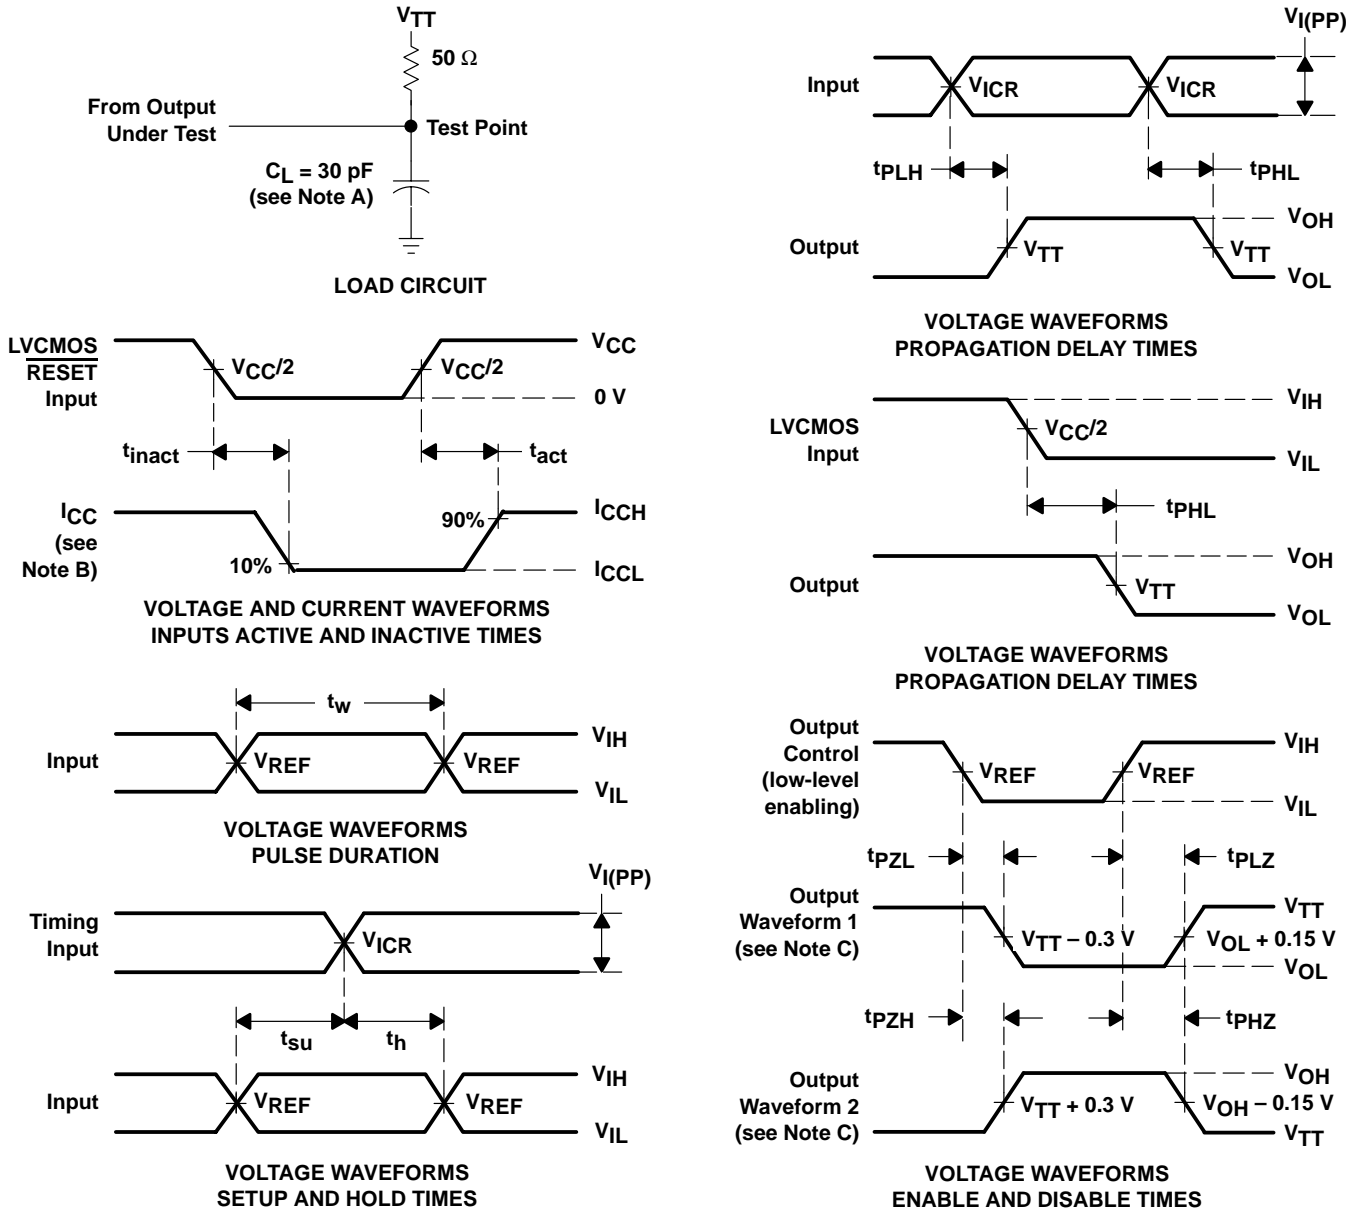 VTT
50 Ω
From Output
Under Test
Test Point
CL = 30 pF
(see Note A)
LOAD CIRCUIT
LVCMOS
RESET
Input
VCC/2
VCC/2
VCC
0 V
tinact
tact
ICC
(see
Note B)
10%
90%
ICCH
ICCL
VOLTAGE AND CURRENT WAVEFORMS
INPUTS ACTIVE AND INACTIVE TIMES
tw
Input
VREF
VREF
VIH
VIL
VOLTAGE WAVEFORMS
PULSE DURATION
Timing
Input
VICR
VI(PP)
tsu
th
Input
VREF
VREF
VIH
VIL
VOLTAGE WAVEFORMS
SETUP AND HOLD TIMES
VI(PP)
Input
VICR
VICR
tPLH
tPHL
Output
VTT
VTT
VOH
VOL
VOLTAGE WAVEFORMS
PROPAGATION DELAY TIMES
LVCMOS
Input
VCC/2
VIH
VIL
tPHL
Output
VTT
VOH
VOL
VOLTAGE WAVEFORMS
PROPAGATION DELAY TIMES
Output
Control
(low-level
enabling)
VREF
VREF
VIH
VIL
tPZL
tPLZ
Output
Waveform 1
(see Note C)
VTT – 0.3 V
VOL + 0.15 V
VTT
VOL
tPZH
tPHZ
Output
Waveform 2
(see Note C)
VTT + 0.3 V
VOH – 0.15 V
VOH
VTT
VOLTAGE WAVEFORMS
ENABLE AND DISABLE TIMES